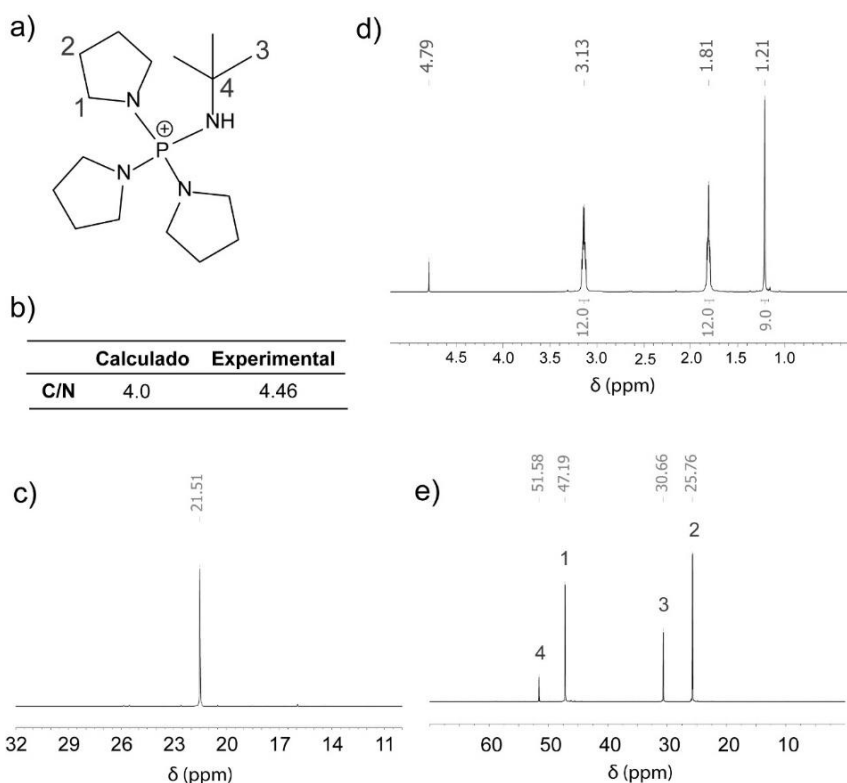 a)
2
3
1
4
N
NH
⊕
P
N
N
b)
Calculado Experimental
C/N 4.0 4.46
c)
21.51
32 29 26 23 20 17 14 10
δ (ppm)
d)
4.79 3.13 1.81 1.21
12.0 12.0 9.0
4.5 4.0 3.5 3.0 2.5 2.0 1.5 1.0
δ (ppm)
e)
51.58 47.19 30.66 25.76
1
2
3
4
60 50 40 30 20 10
δ (ppm)